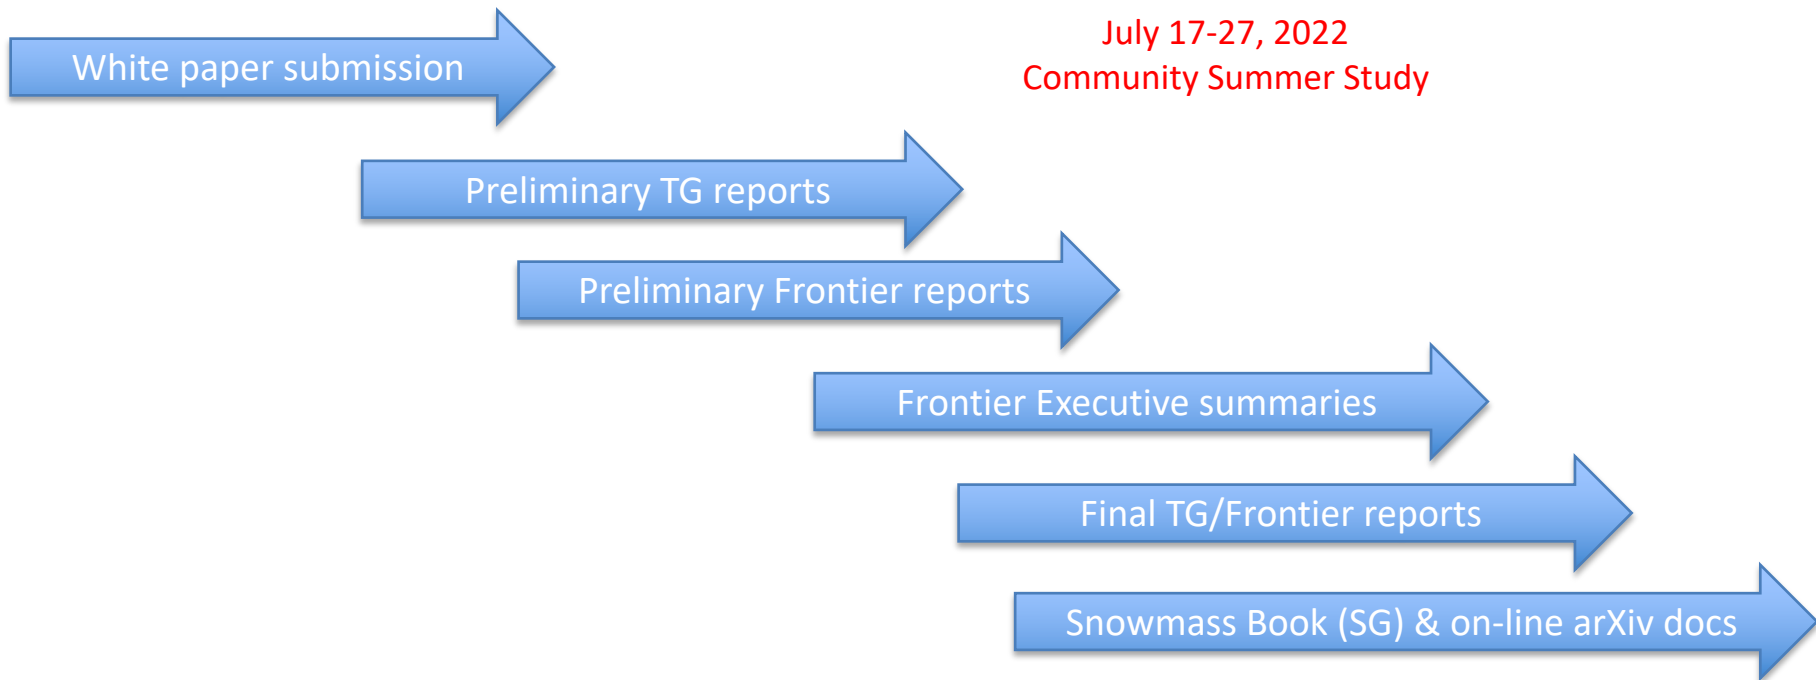 July 17-27, 2022
Community Summer Study
White paper submission
Preliminary TG reports
Preliminary Frontier reports
Frontier Executive summaries
Final TG/Frontier reports
Snowmass Book (SG) & on-line arXiv docs